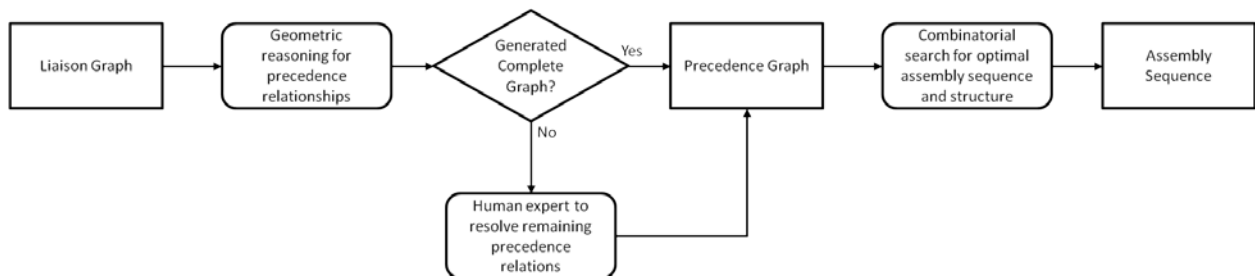 Liaison Graph
Geometric
reasoning for
precedence
relationships
Generated
Complete
Graph?
Yes
No
Human expert to
resolve remaining
precedence
relations
Precedence Graph
Combinatorial
search for optimal
assembly sequence
and structure
Assembly
Sequence